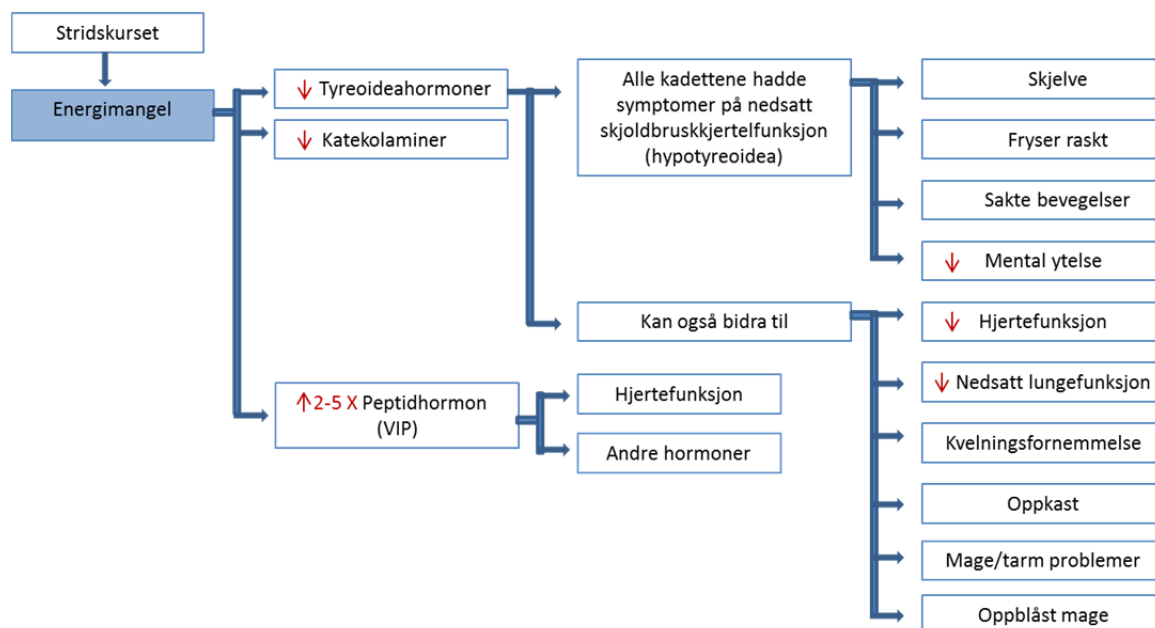 Stridskurset
Energimangel
↓ Tyreoideahormoner
↓ Katekolaminer
Alle kadettene hadde
symptomer på nedsatt
skjoldbruskkjertelfunksjon
(hypotyreoidea)
Skjelve
Fryser raskt
Sakte bevegelser
↓ Mental ytelse
Kan også bidra til
↓ Hjertefunksjon
↓ Nedsatt lungefunksjon
Kvelningsfornemmelse
Oppkast
Mage/tarm problemer
Oppblåst mage
↑2-5 X Peptidhormon
(VIP)
Hjertefunksjon
Andre hormoner